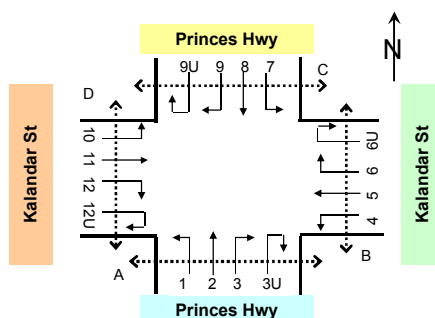 Princes Hwy
N
D
9U 9 8 7
C
Kalandar St
10
11
12
12U
6U
6
5
4
Kalandar St
A
1 2 3 3U
B
Princes Hwy